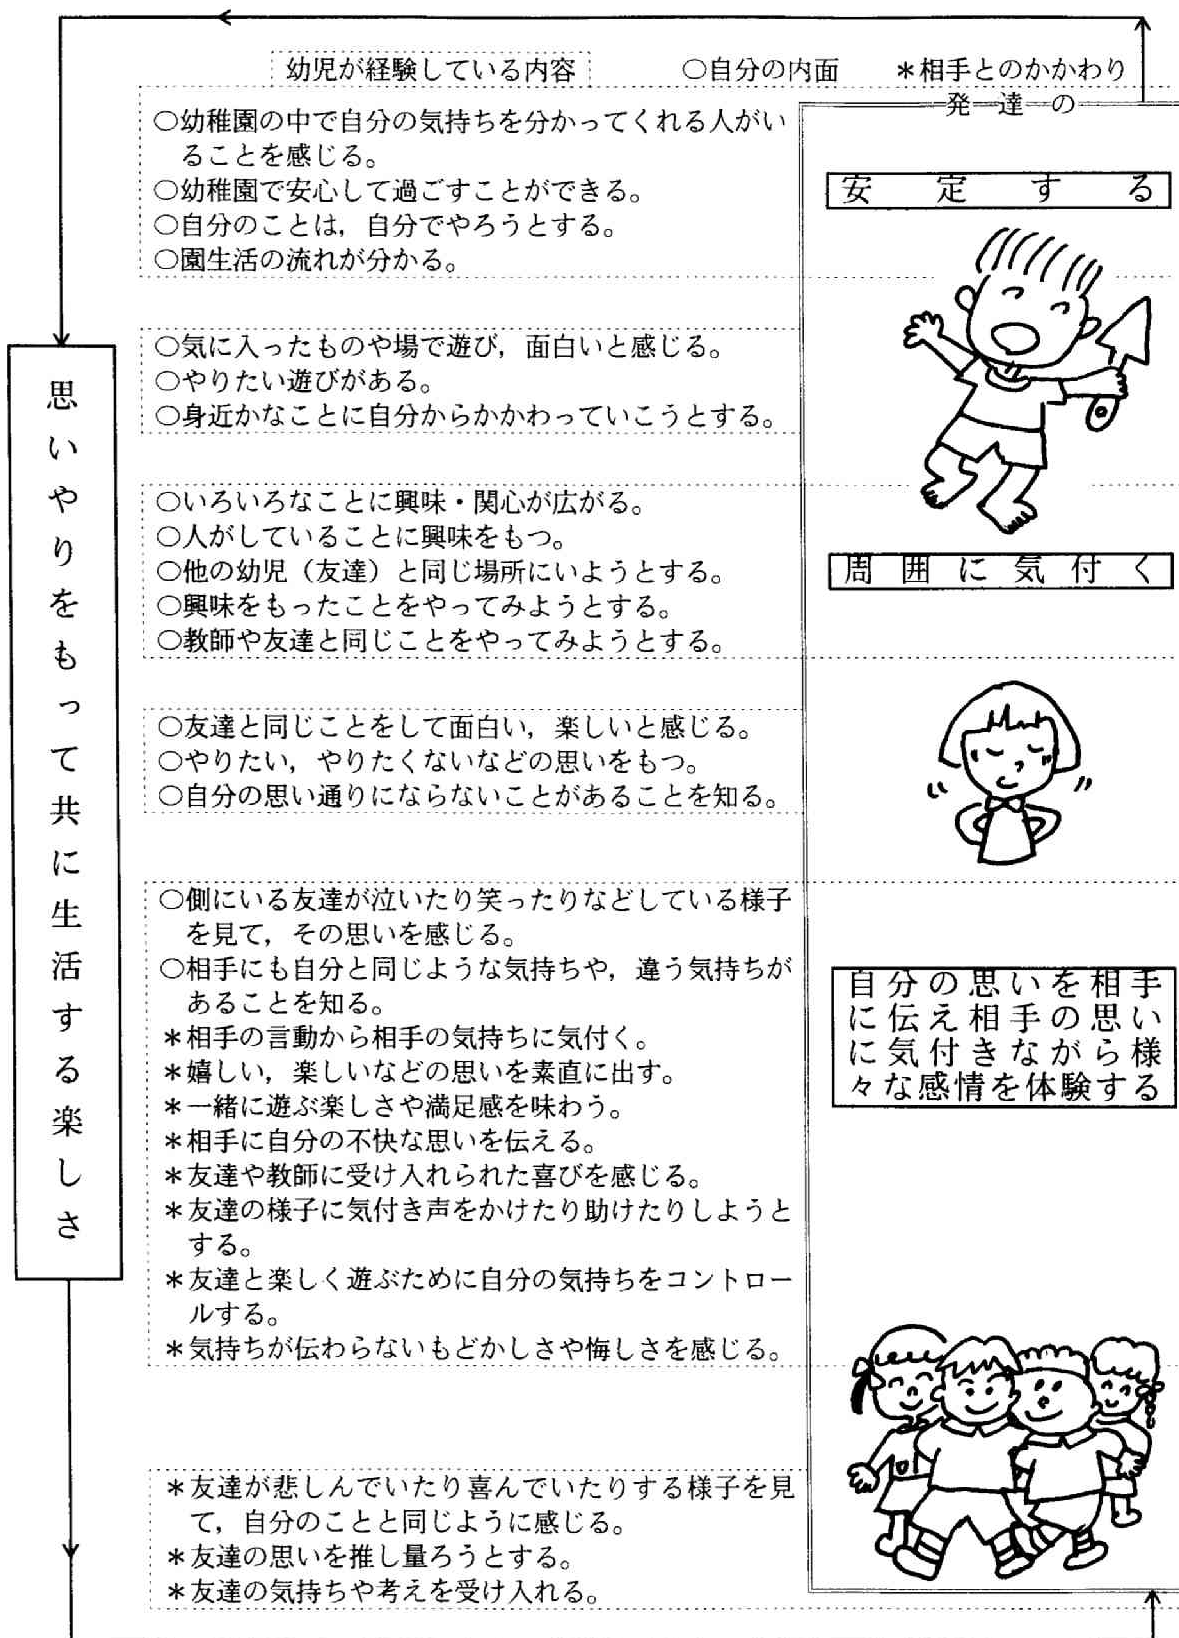 幼児が経験している内容　○自分の内面　＊相手とのかかわり
発達の
○幼稚園の中で自分の気持ちを分かってくれる人がい
ることを感じる。
○幼稚園で安心して過ごすことができる。
○自分のことは，自分でやろうとする。
○園生活の流れが分かる。
安定する
○気に入ったものや場で遊び，面白いと感じる。
○やりたい遊びがある。
○身近かなことに自分からかかわっていこうとする。
○いろいろなことに興味・関心が広がる。
○人がしていることに興味をもつ。
○他の幼児（友達）と同じ場所にいようとする。
○興味をもったことをやってみようとする。
○教師や友達と同じことをやってみようとする。
周囲に気付く
○友達と同じことをして面白い，楽しいと感じる。
○やりたい，やりたくないなどの思いをもつ。
○自分の思い通りにならないことがあることを知る。
○側にいる友達が泣いたり笑ったりなどしている様子
を見て，その思いを感じる。
○相手にも自分と同じような気持ちや，違う気持ちが
あることを知る。
＊相手の言動から相手の気持ちに気付く。
＊嬉しい，楽しいなどの思いを素直に出す。
＊一緒に遊ぶ楽しさや満足感を味わう。
＊相手に自分の不快な思いを伝える。
＊友達や教師に受け入れられた喜びを感じる。
＊友達の様子に気付き声をかけたり助けたりしようと
する。
＊友達と楽しく遊ぶために自分の気持ちをコントロー
ルする。
＊気持ちが伝わらないもどかしさや悔しさを感じる。
自分の思いを相手
に伝え相手の思い
に気付きながら様
々な感情を体験する
＊友達が悲しんでいたり喜んでいたりする様子を見
て，自分のことと同じように感じる。
＊友達の思いを推し量ろうとする。
＊友達の気持ちや考えを受け入れる。
思いやりをもって共に生活する楽しさ